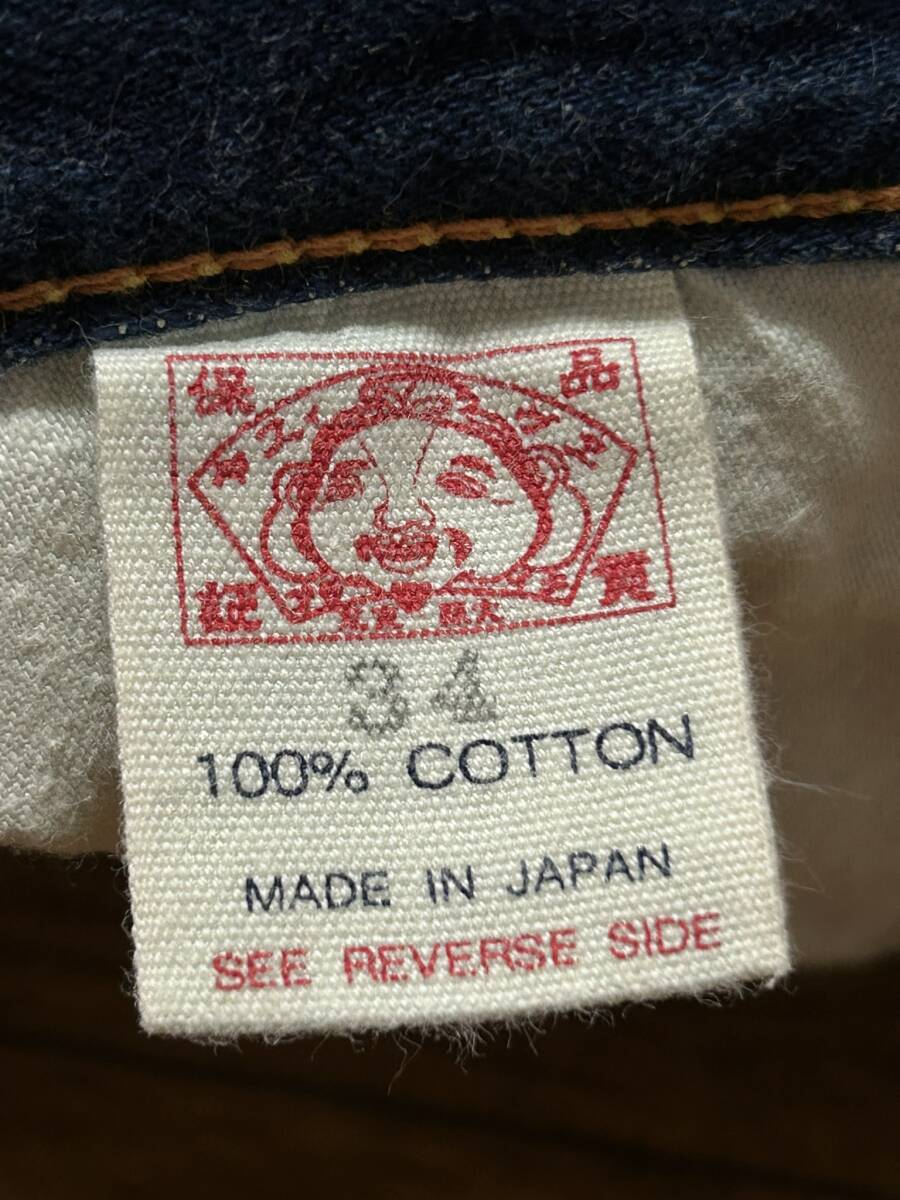 保 品
証 質
34
100% COTTON
MADE IN JAPAN
SEE REVERSE SIDE